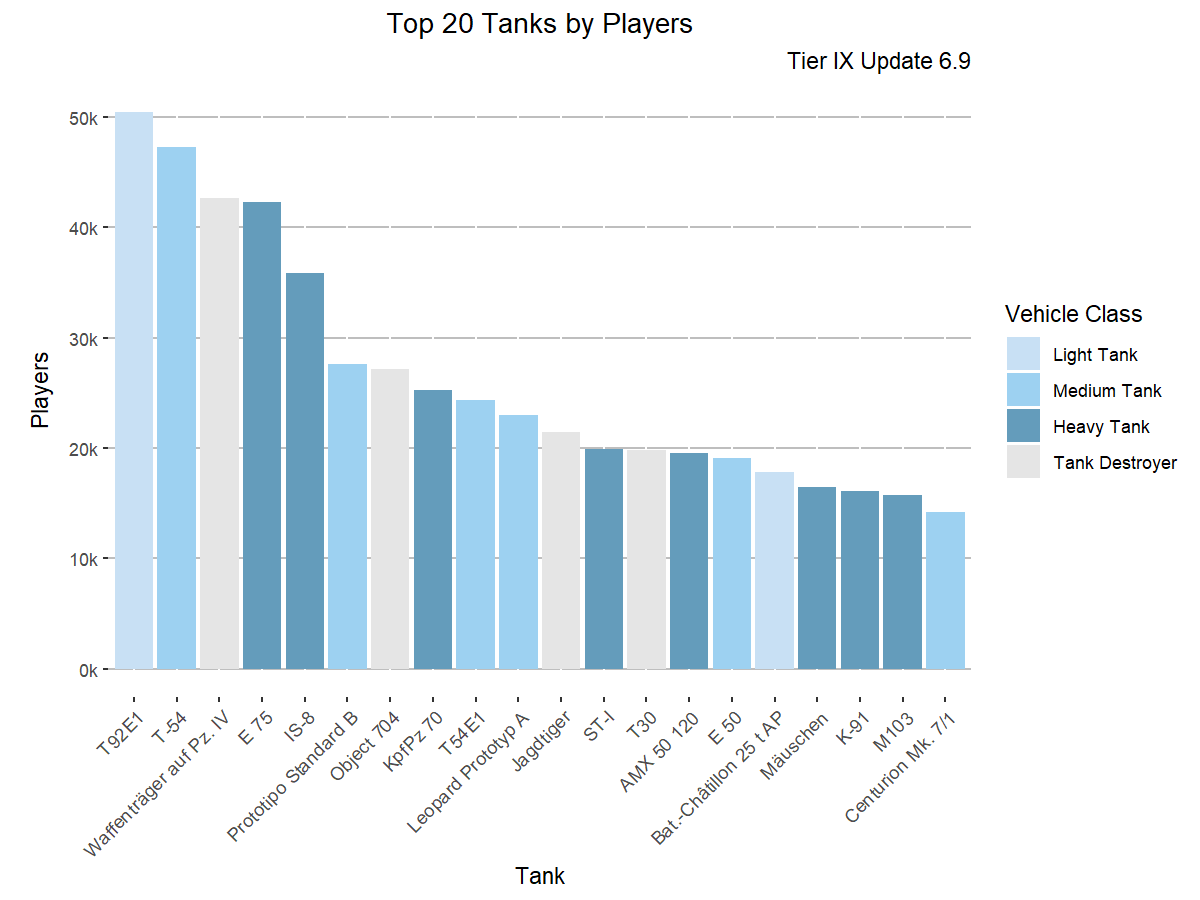 Top 20 Tanks by Players
Tier IX Update 6.9
Players
50k
40k
30k
20k
10k
0k
T92E1
T-54
Waffenträger auf Pz. IV
E 75
IS-8
Prototipo Standard B
Object 704
KpfPz 70
T54E1
Leopard Prototyp A
Jagdtiger
ST-I
T30
AMX 50 120
E 50
Bat.-Châtillon 25 t AP
Mäuschen
K-91
M103
Centurion Mk. 7/1
Tank
Vehicle Class
Light Tank
Medium Tank
Heavy Tank
Tank Destroyer